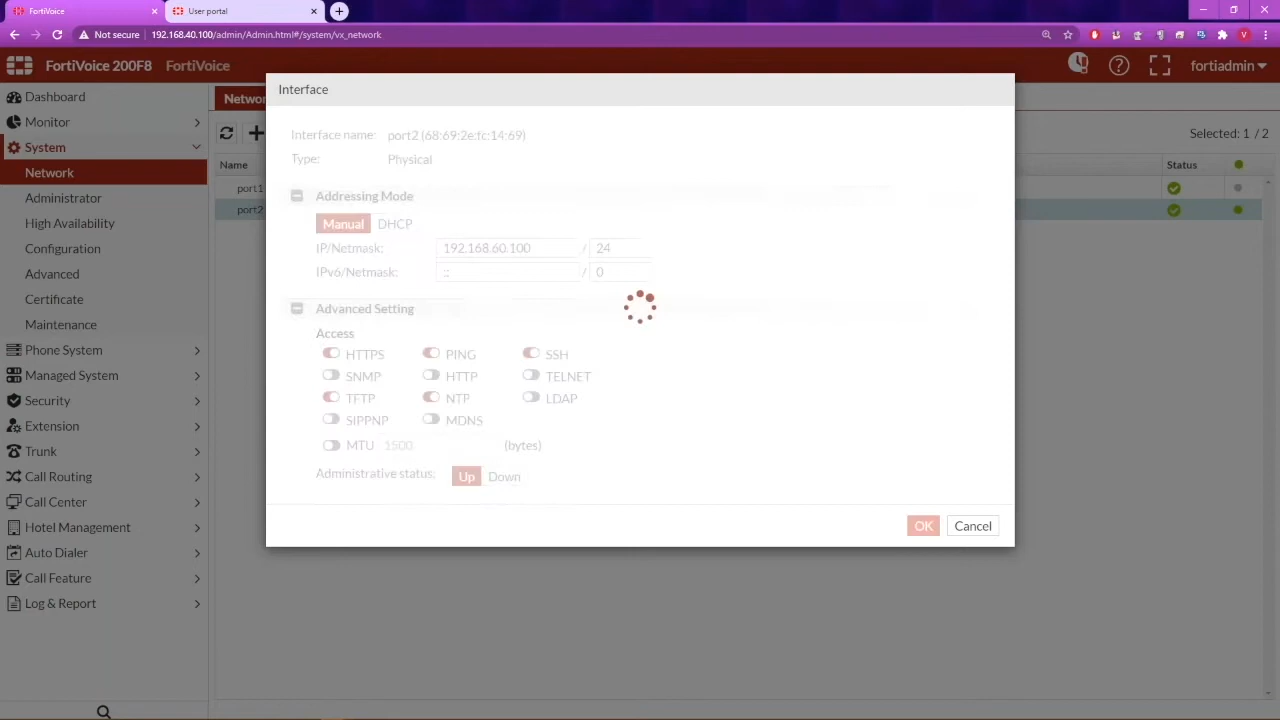 FortiVoice
User portal
Not secure
192.168.40.100/admin/Admin.html#/system/vx_network
FortiVoice 200F8
FortiVoice
fortiadmin
Dashboard
Monitor
System
Network
Administrator
High Availability
Configuration
Advanced
Certificate
Maintenance
Phone System
Managed System
Security
Extension
Trunk
Call Routing
Call Center
Hotel Management
Auto Dialer
Call Feature
Log & Report
Selected: 1 / 2
Name
Status
port1
port2
Interface
Interface name: port2 (68:69:2e:fc:14:69)
Type: Physical
Addressing Mode
Manual DHCP
IP/Netmask: 192.168.60.100 / 24
IPv6/Netmask: :: / 0
Advanced Setting
Access
HTTPS PING SSH
SNMP HTTP TELNET
TFTP NTP LDAP
SIPPNP MDNS
MTU 1500 (bytes)
Administrative status: Up Down
OK Cancel